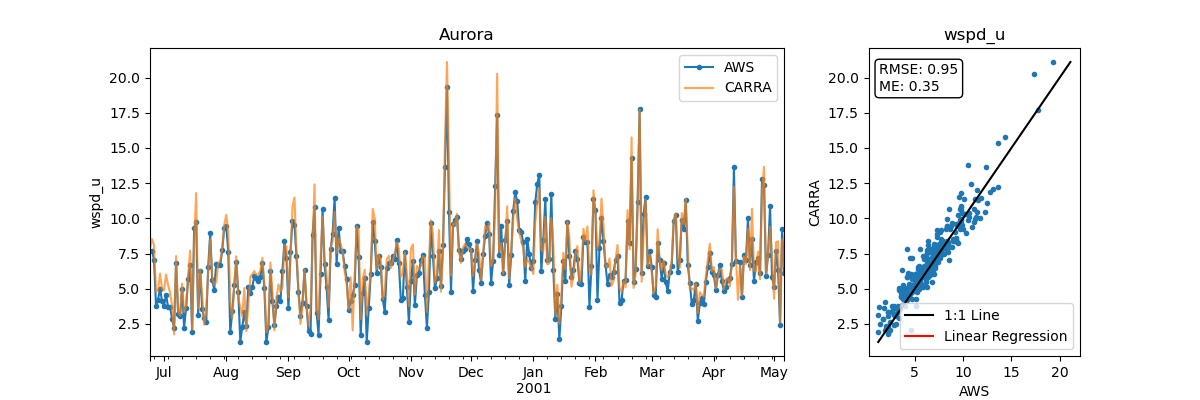 Aurora
wspd_u
20.0
17.5
15.0
12.5
10.0
7.5
5.0
2.5
AWS
CARRA
Jul Aug Sep Oct Nov Dec Jan Feb Mar Apr May
2001
wspd_u
RMSE: 0.95
ME: 0.35
CARRA
20.0
17.5
15.0
12.5
10.0
7.5
5.0
2.5
1:1 Line
Linear Regression
5 10 15 20
AWS